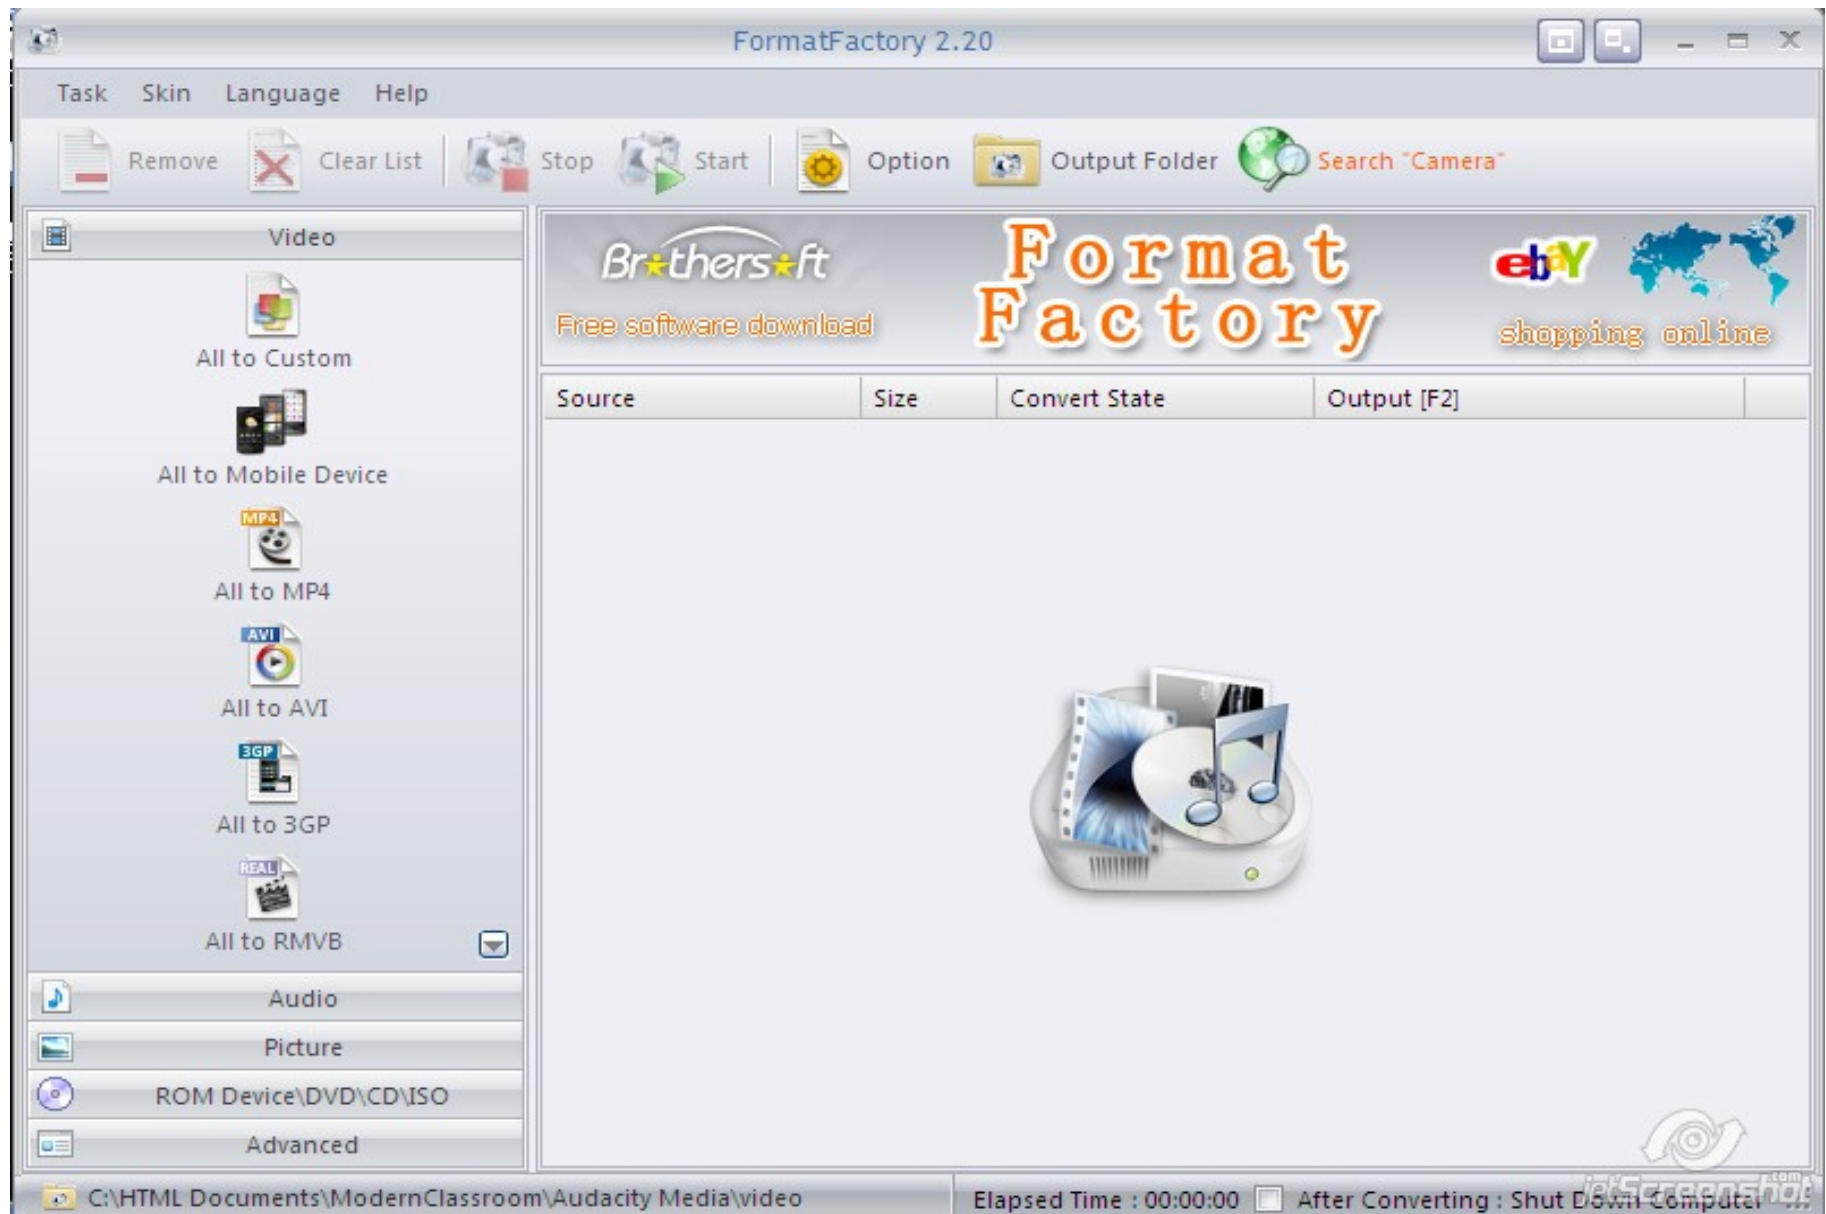 FormatFactory 2.20
Task Skin Language Help
Remove Clear List Stop Start Option Output Folder Search "Camera"
Video
All to Custom
All to Mobile Device
MP4
All to MP4
AVI
All to AVI
3GP
All to 3GP
REAL
All to RMVB
Audio
Picture
ROM Device\DVD\CD\ISO
Advanced
Brothersoft
Free software download
Format
Factory
ebaY
shopping online
Source Size Convert State Output [F2]
C:\HTML Documents\ModernClassroom\Audacity Media\video
Elapsed Time : 00:00:00 After Converting : Shut Down Computer
jetScreenshot.com